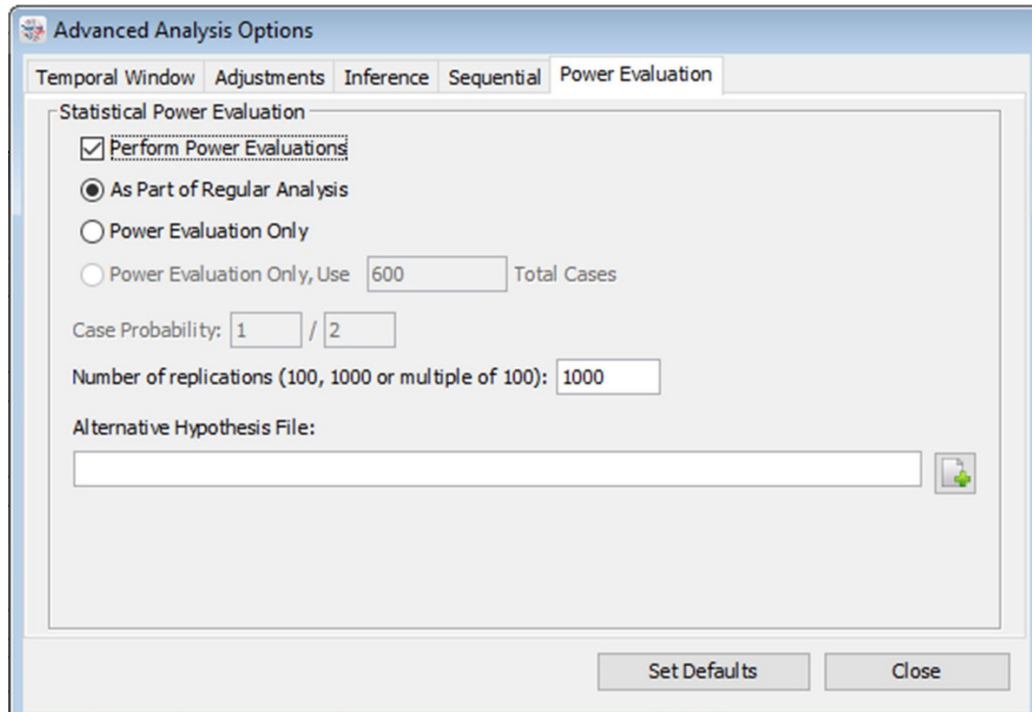 Advanced Analysis Options
Temporal Window Adjustments Inference Sequential Power Evaluation
Statistical Power Evaluation
Perform Power Evaluations
As Part of Regular Analysis
Power Evaluation Only
Power Evaluation Only, Use 600 Total Cases
Case Probability: 1 / 2
Number of replications (100, 1000 or multiple of 100): 1000
Alternative Hypothesis File:
Set Defaults Close